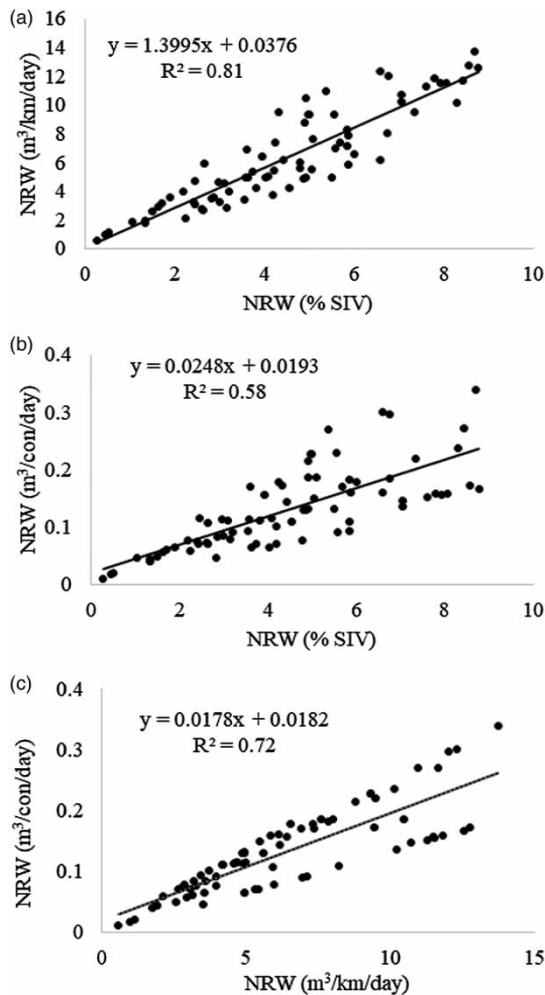 (a)
y = 1.3995x + 0.0376
R² = 0.81
NRW (m³/km/day)
16
14
12
10
8
6
4
2
0
0 2 4 6 8 10
NRW (% SIV)
(b)
y = 0.0248x + 0.0193
R² = 0.58
NRW (m³/con/day)
0.4
0.3
0.2
0.1
0
0 2 4 6 8 10
NRW (% SIV)
(c)
y = 0.0178x + 0.0182
R² = 0.72
NRW (m³/con/day)
0.4
0.3
0.2
0.1
0.0
0 5 10 15
NRW (m³/km/day)